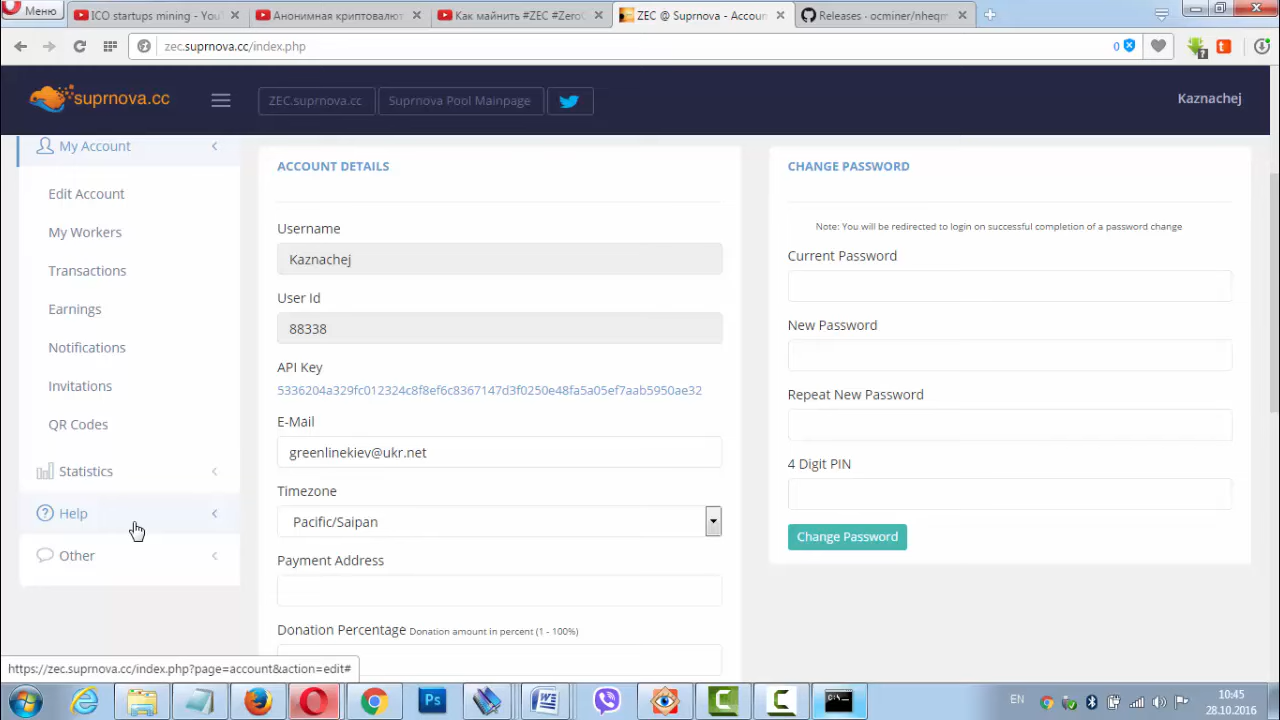 Меню
ICO startups mining - You
Анонимная криптовалют
Как майнить #ZEC #Zero
ZEC @ Suprnova - Accoun
Releases · ocminer/nheqm
zec.suprnova.cc/index.php
0
suprnova.cc
ZEC.suprnova.cc
Suprnova Pool Mainpage
Kaznachej
My Account
Edit Account
My Workers
Transactions
Earnings
Notifications
Invitations
QR Codes
Statistics
Help
Other
ACCOUNT DETAILS
Username
Kaznachej
User Id
88338
API Key
5336204a329fc012324c8f8ef6c8367147d3f0250e48fa5a05ef7aab5950ae32
E-Mail
greenlinekiev@ukr.net
Timezone
Pacific/Saipan
Payment Address
Donation Percentage Donation amount in percent (1 - 100%)
CHANGE PASSWORD
Note: You will be redirected to login on successful completion of a password change
Current Password
New Password
Repeat New Password
4 Digit PIN
Change Password
https://zec.suprnova.cc/index.php?page=account&action=edit#
EN
10:45
28.10.2016